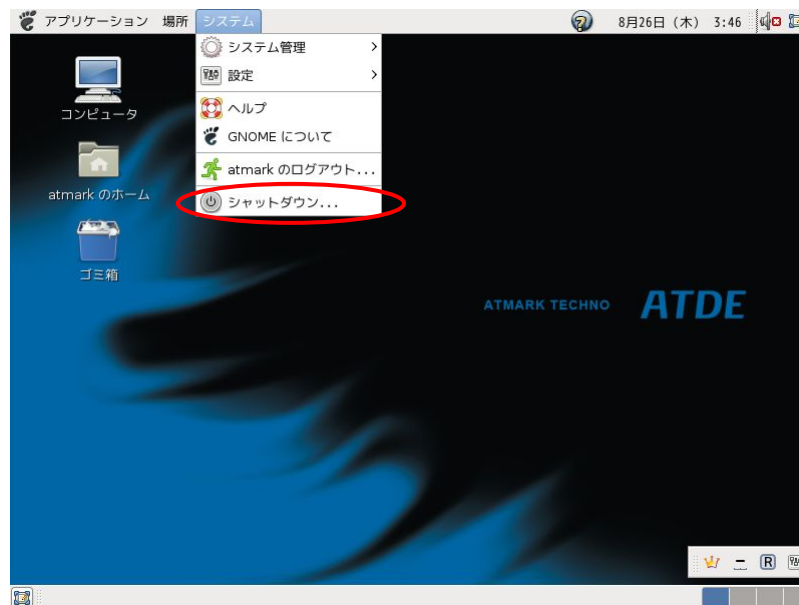 アプリケーション 場所 システム 8月26日 (木) 3:46
システム管理
設定
ヘルプ
GNOME について
atmark のログアウト...
シャットダウン...
コンピュータ
atmark のホーム
ゴミ箱
ATMARK TECHNO ATDE
R